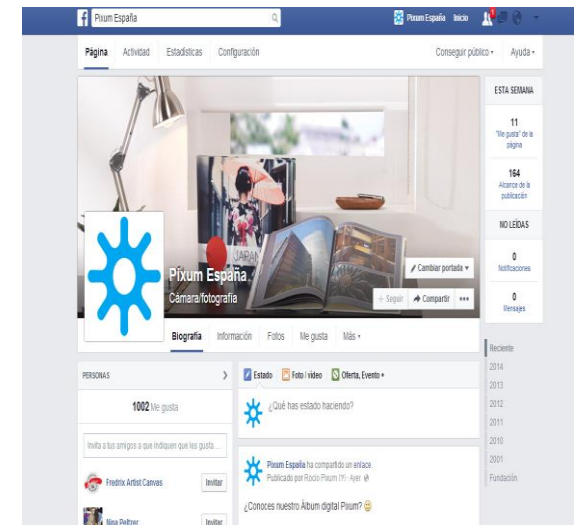 Pixum España
Pixum España Inicio
1
Página Actividad Estadísticas Configuración Conseguir público Ayuda
ESTA SEMANA
11
"Me gusta" de la
página
164
Alcance de la
publicación
NO LEÍDAS
0
Notificaciones
0
Mensajes
JAPAN
Pixum España
Cámara/fotografía
Cambiar portada
+ Seguir Compartir •••
Biografía Información Fotos Me gusta Más
Reciente
2014
2013
2012
2011
2010
2001
Fundación
PERSONAS
1002 Me gusta
Invita a tus amigos a que indiquen que les gusta ...
Fredrix Artist Canvas Invitar
Nina Peltzer Invitar
Estado Foto / vídeo Oferta, Evento +
¿Qué has estado haciendo?
Pixum España ha compartido un enlace.
Publicado por Rocio Pixum [?] · Ayer
¿Conoces nuestro Álbum digital Pixum?